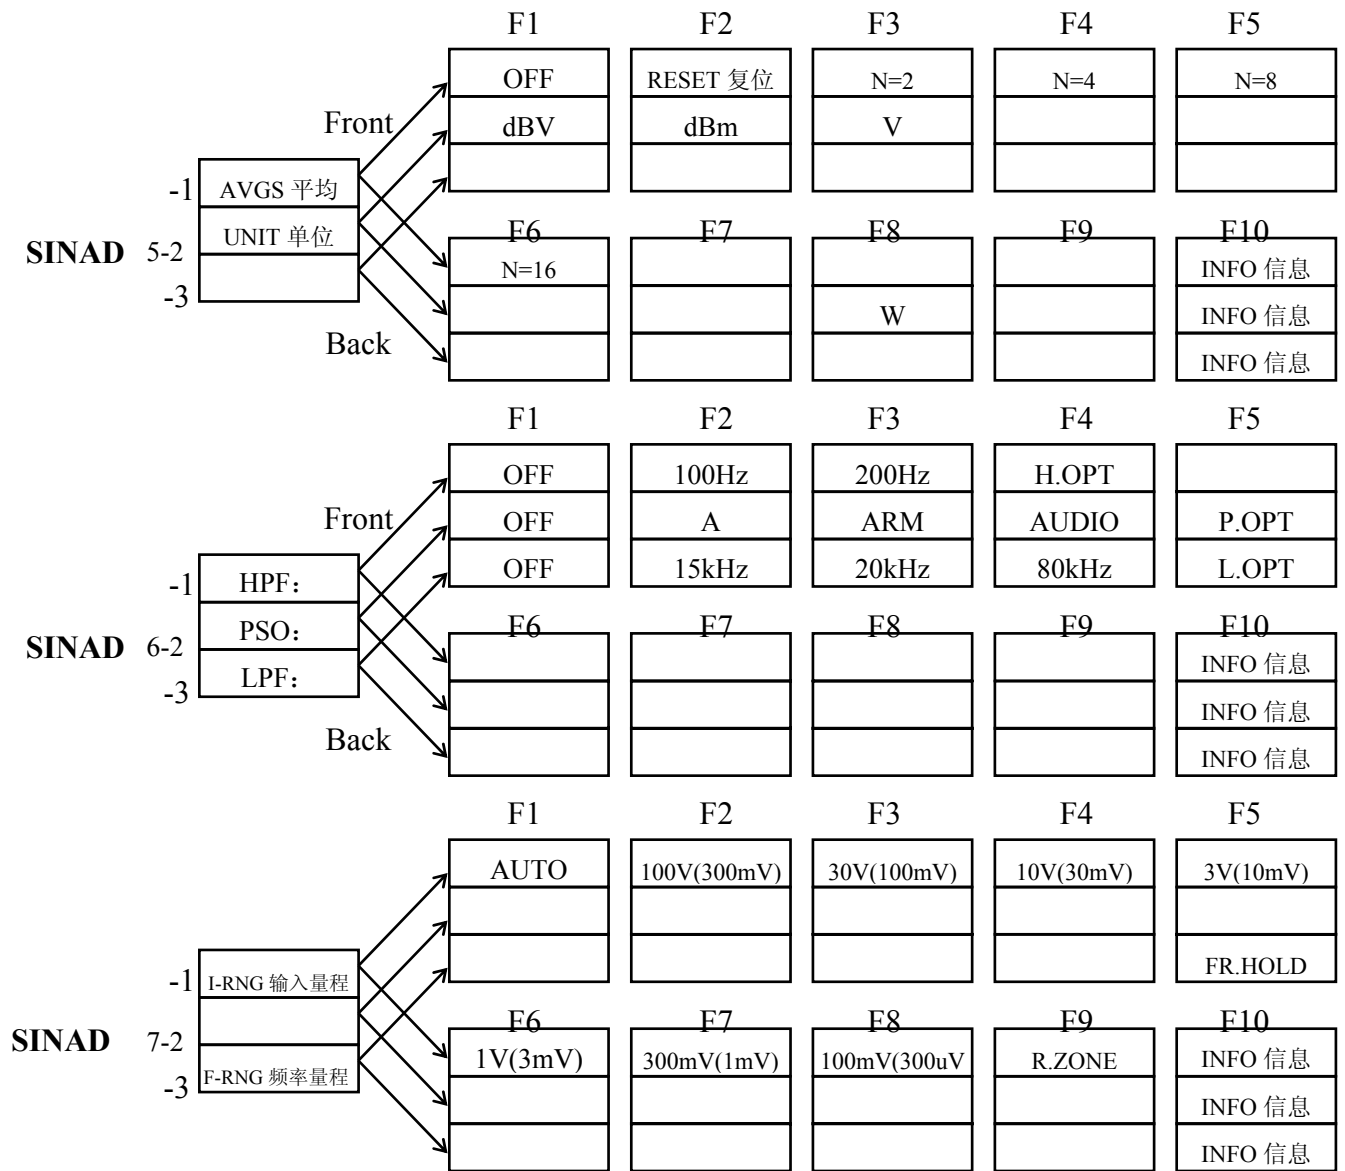 F1 F2 F3 F4 F5
OFF RESET 复位 N=2 N=4 N=8
Front dBV dBm V
-1 AVGS 平均
SINAD 5-2 UNIT 单位 F6 F7 F8 F9 F10
N=16 INFO 信息
-3 W INFO 信息
Back INFO 信息
F1 F2 F3 F4 F5
OFF 100Hz 200Hz H.OPT
Front OFF A ARM AUDIO P.OPT
-1 HPF： OFF 15kHz 20kHz 80kHz L.OPT
SINAD 6-2 PSO： F6 F7 F8 F9 F10
INFO 信息
-3 LPF： INFO 信息
Back INFO 信息
F1 F2 F3 F4 F5
AUTO 100V(300mV) 30V(100mV) 10V(30mV) 3V(10mV)
-1 I-RNG 输入量程 FR.HOLD
SINAD 7-2 F6 F7 F8 F9 F10
1V(3mV) 300mV(1mV) 100mV(300uV R.ZONE INFO 信息
-3 F-RNG 频率量程 INFO 信息
INFO 信息